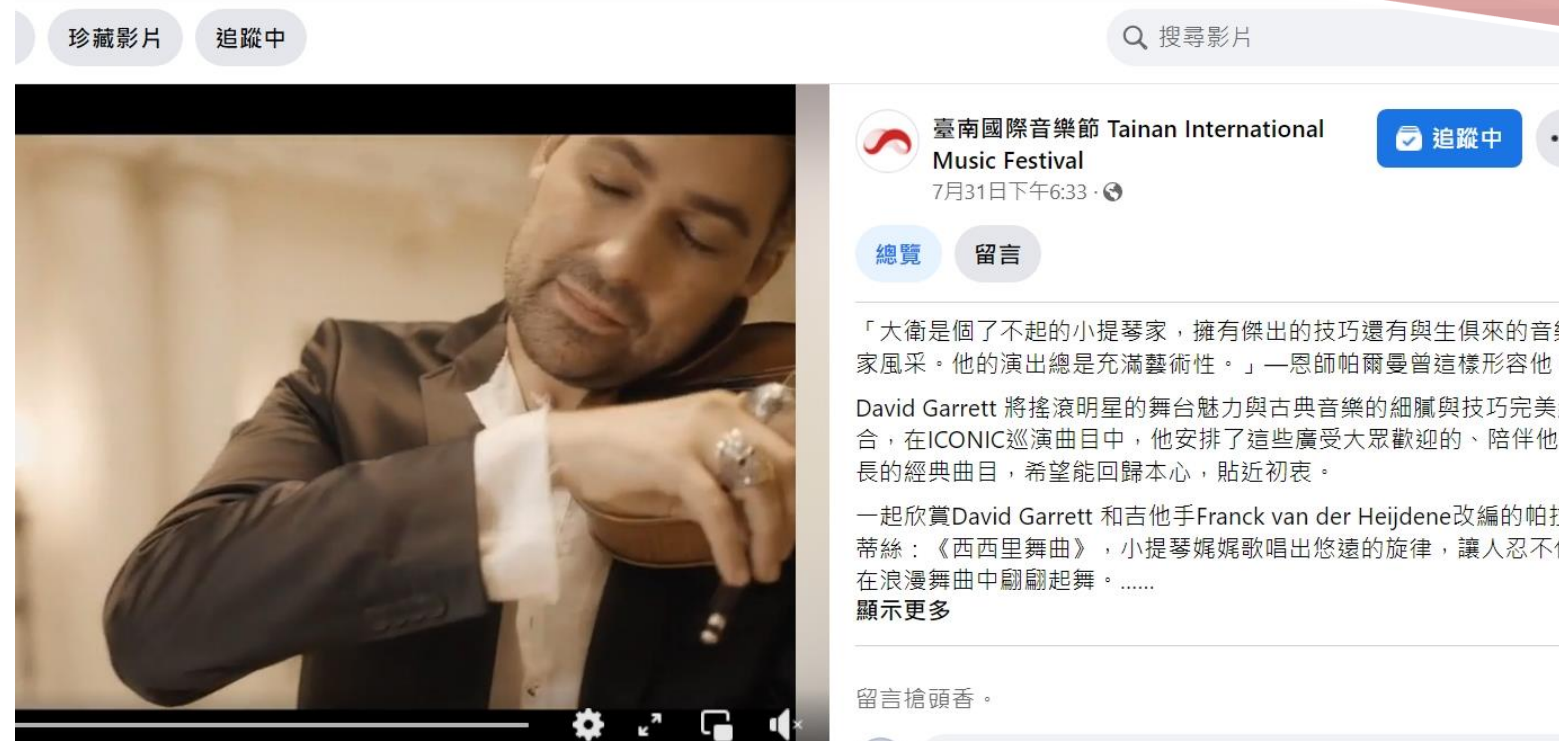 珍藏影片
追蹤中
搜尋影片
臺南國際音樂節 Tainan International
Music Festival
追蹤中
7月31日下午6:33 ·
總覽
留言
「大衛是個了不起的小提琴家，擁有傑出的技巧還有與生俱來的音
家風采。他的演出總是充滿藝術性。」—恩師帕爾曼曾這樣形容他
David Garrett 將搖滾明星的舞台魅力與古典音樂的細膩與技巧完美
合，在ICONIC巡演曲目中，他安排了這些廣受大眾歡迎的、陪伴他
長的經典曲目，希望能回歸本心，貼近初衷。
一起欣賞David Garrett 和吉他手Franck van der Heijdene改編的帕
蒂絲：《西西里舞曲》，小提琴娓娓歌唱出悠遠的旋律，讓人忍不
在浪漫舞曲中翩翩起舞。......
顯示更多
留言搶頭香。